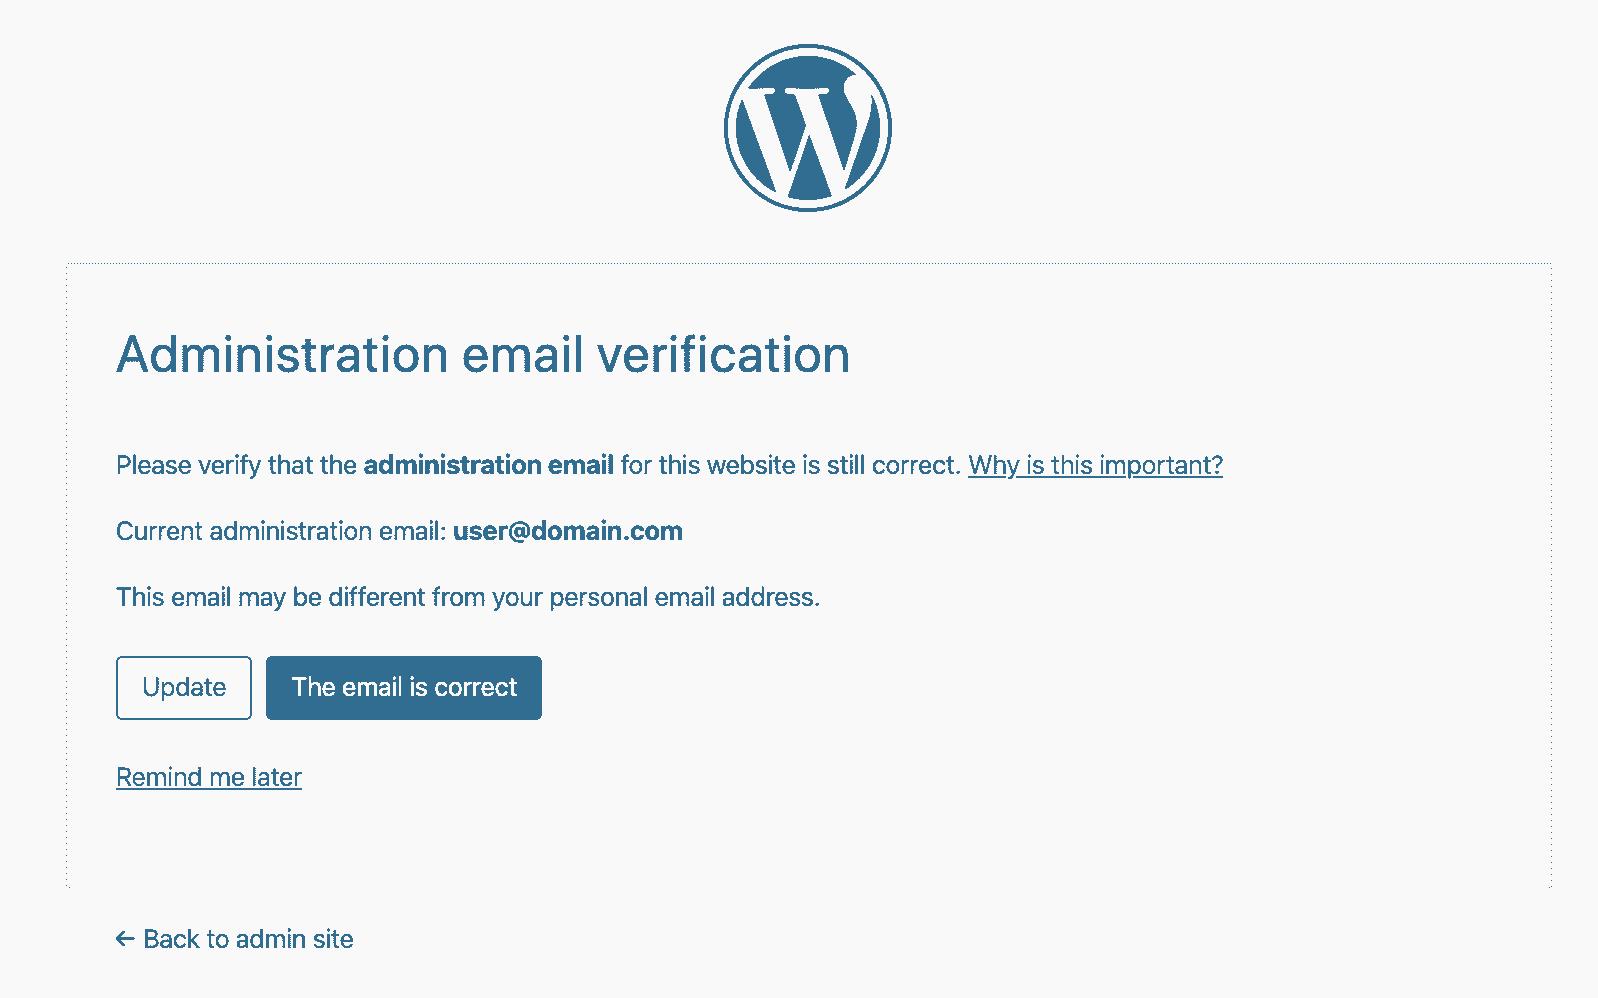 Administration email verification
Please verify that the administration email for this website is still correct. Why is this important?
Current administration email: user@domain.com
This email may be different from your personal email address.
Update The email is correct
Remind me later
← Back to admin site